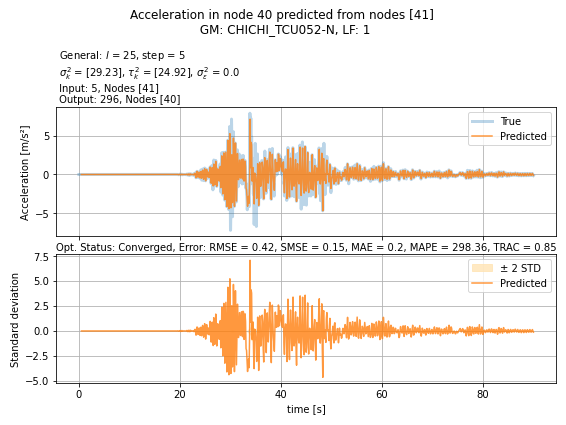 Acceleration in node 40 predicted from nodes [41]
GM: CHICHI_TCU052-N, LF: 1
General: l = 25, step = 5
σ²ₖ = [29.23], τ²ₖ = [24.92], σ²ε = 0.0
Input: 5, Nodes [41]
Output: 296, Nodes [40]
Acceleration [m/s²]
5
0
−5
True
Predicted
Opt. Status: Converged, Error: RMSE = 0.42, SMSE = 0.15, MAE = 0.2, MAPE = 298.36, TRAC = 0.85
Standard deviation
7.5
5.0
2.5
0.0
−2.5
−5.0
± 2 STD
Predicted
0 20 40 60 80
time [s]